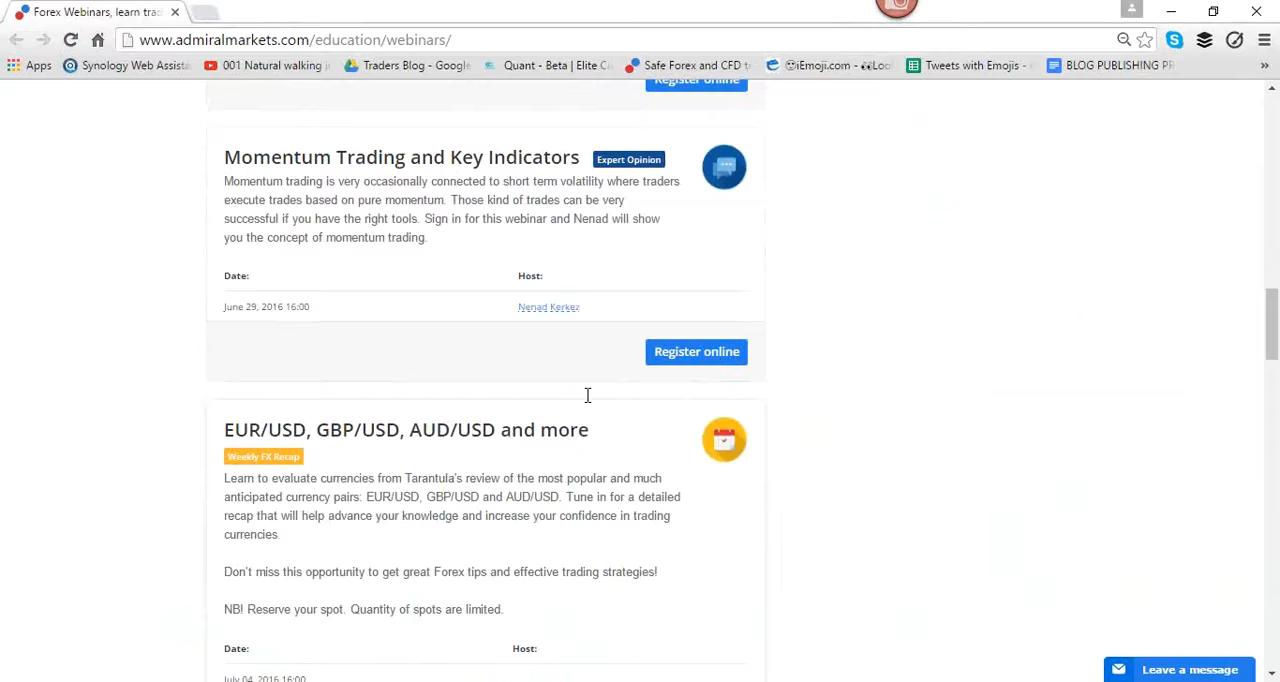 Forex Webinars, learn trad
www.admiralmarkets.com/education/webinars/
Apps
Synology Web Assista
001 Natural walking i
Traders Blog - Google
Quant - Beta | Elite C
Safe Forex and CFD t
iEmoji.com - 👀Loo
Tweets with Emojis -
BLOG PUBLISHING PR
»
Register online
Momentum Trading and Key Indicators
Expert Opinion
Momentum trading is very occasionally connected to short term volatility where traders
execute trades based on pure momentum. Those kind of trades can be very
successful if you have the right tools. Sign in for this webinar and Nenad will show
you the concept of momentum trading.
Date:
Host:
June 29, 2016 16:00
Nenad Kerkez
Register online
EUR/USD, GBP/USD, AUD/USD and more
Weekly FX Recap
Learn to evaluate currencies from Tarantula's review of the most popular and much
anticipated currency pairs: EUR/USD, GBP/USD and AUD/USD. Tune in for a detailed
recap that will help advance your knowledge and increase your confidence in trading
currencies.
Don't miss this opportunity to get great Forex tips and effective trading strategies!
NB! Reserve your spot. Quantity of spots are limited.
Date:
Host:
July 04, 2016 16:00
Leave a message